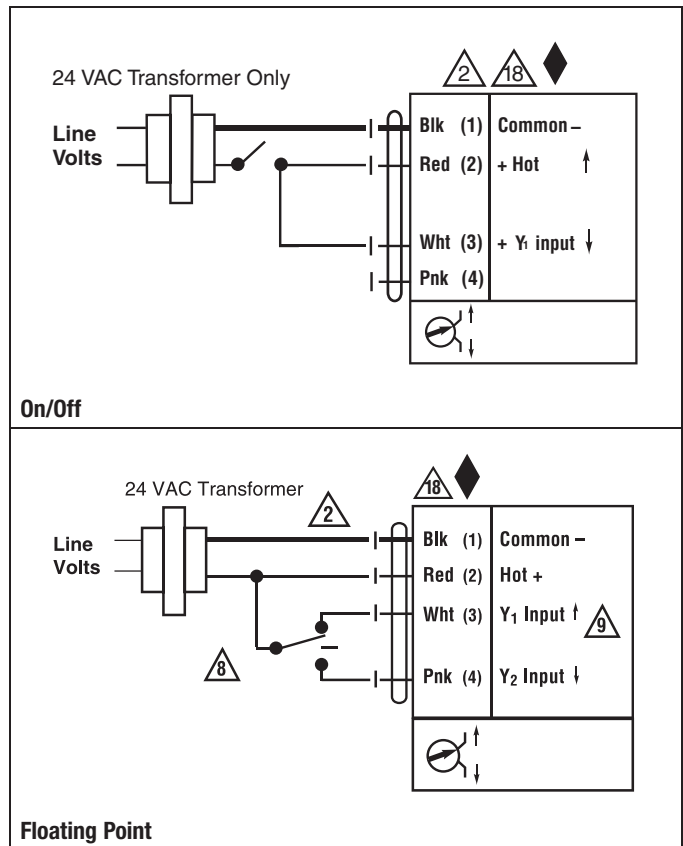 2 18
24 VAC Transformer Only
Line
Volts
Blk (1) Common –
Red (2) + Hot ↑
Wht (3) + Y1 input ↓
Pnk (4)
↑
↓
On/Off
18
24 VAC Transformer
2
Line
Volts
Blk (1) Common –
Red (2) Hot +
Wht (3) Y1 Input ↑ 9
8
Pnk (4) Y2 Input ↓
↑
↓
Floating Point